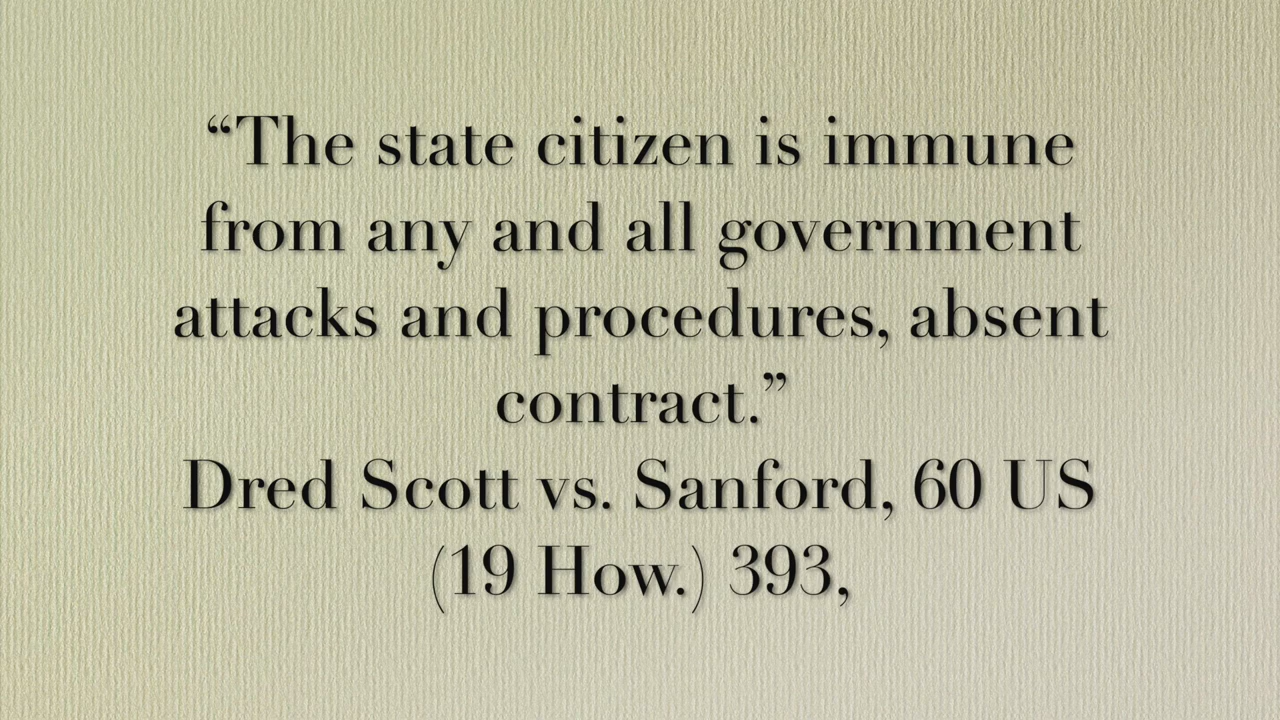 “The state citizen is immune
from any and all government
attacks and procedures, absent
contract.”
Dred Scott vs. Sanford, 60 US
(19 How.) 393,